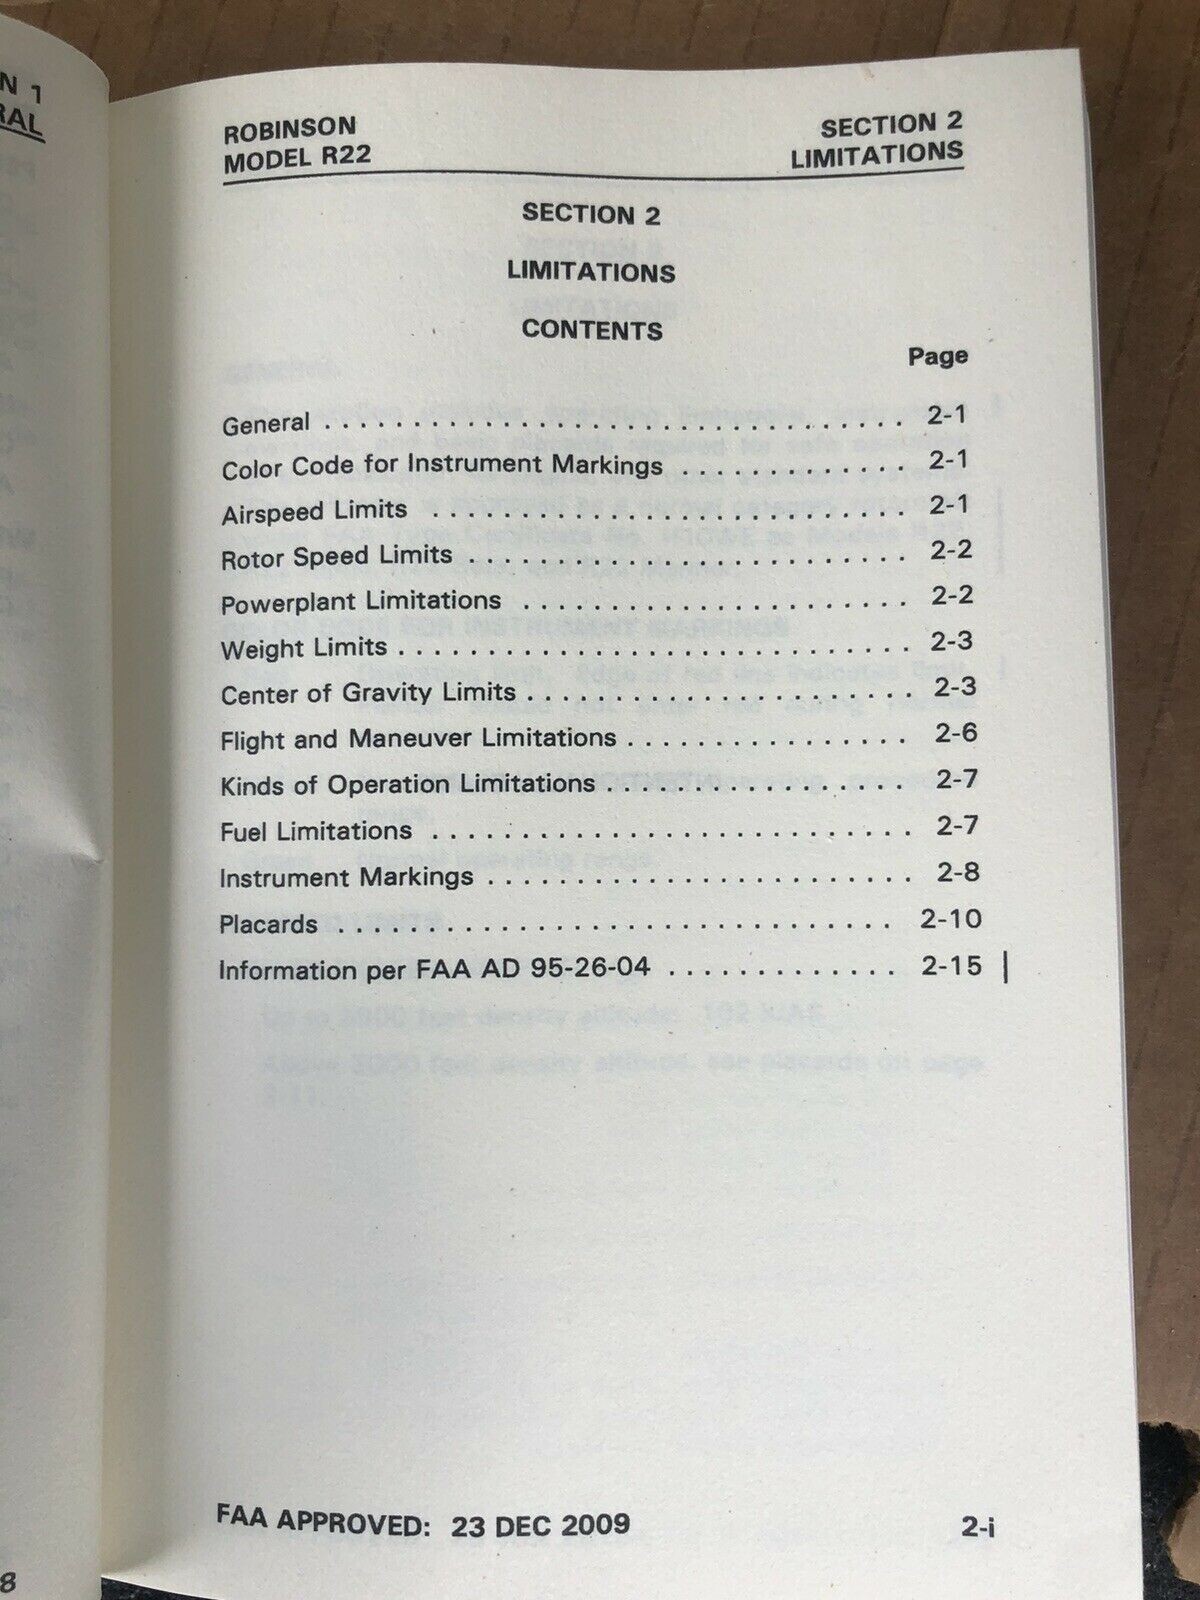 N 1
RAL
ROBINSON
MODEL R22
SECTION 2
LIMITATIONS
SECTION 2
LIMITATIONS
CONTENTS
Page
General . . . . . . . . . . . . . . . . . . . . . . . . . . . . . . . 2-1
Color Code for Instrument Markings . . . . . . . . . . . . . 2-1
Airspeed Limits . . . . . . . . . . . . . . . . . . . . . . . . . . 2-1
Rotor Speed Limits . . . . . . . . . . . . . . . . . . . . . . . . 2-2
Powerplant Limitations . . . . . . . . . . . . . . . . . . . . . 2-2
Weight Limits . . . . . . . . . . . . . . . . . . . . . . . . . . . . 2-3
Center of Gravity Limits . . . . . . . . . . . . . . . . . . . . . 2-3
Flight and Maneuver Limitations . . . . . . . . . . . . . . . 2-6
Kinds of Operation Limitations . . . . . . . . . . . . . . . . 2-7
Fuel Limitations . . . . . . . . . . . . . . . . . . . . . . . . . . 2-7
Instrument Markings . . . . . . . . . . . . . . . . . . . . . . . 2-8
Placards . . . . . . . . . . . . . . . . . . . . . . . . . . . . . . 2-10
Information per FAA AD 95-26-04 . . . . . . . . . . . . . 2-15
FAA APPROVED: 23 DEC 2009
2-i
8